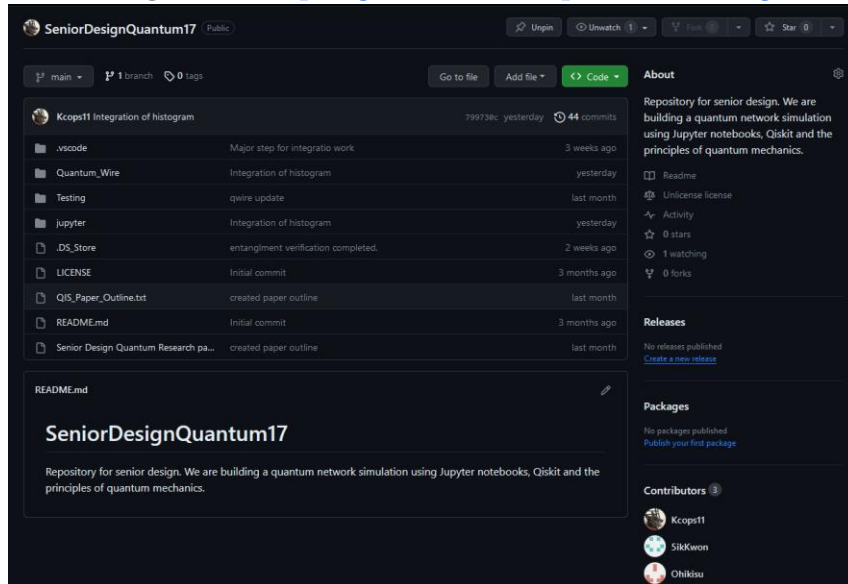 SeniorDesignQuantum17 Public
Unpin Unwatch 1 Fork 0 Star 0
main 1 branch 0 tags Go to file Add file Code
Kcops11 Integration of histogram 799730c yesterday 44 commits
.vscode Major step for integratio work 3 weeks ago
Quantum_Wire Integration of histogram yesterday
Testing qwire update last month
jupyter Integration of histogram yesterday
.DS_Store entanglment verification completed. 2 weeks ago
LICENSE Initial commit 3 months ago
QIS_Paper_Outline.txt created paper outline last month
README.md Initial commit 3 months ago
Senior Design Quantum Research pa... created paper outline last month
README.md
SeniorDesignQuantum17
Repository for senior design. We are building a quantum network simulation using Jupyter notebooks, Qiskit and the
principles of quantum mechanics.
About
Repository for senior design. We are
building a quantum network simulation
using Jupyter notebooks, Qiskit and the
principles of quantum mechanics.
Readme
Unlicense license
Activity
0 stars
1 watching
0 forks
Releases
No releases published
Create a new release
Packages
No packages published
Publish your first package
Contributors 3
Kcops11
SikKwon
Ohikisu